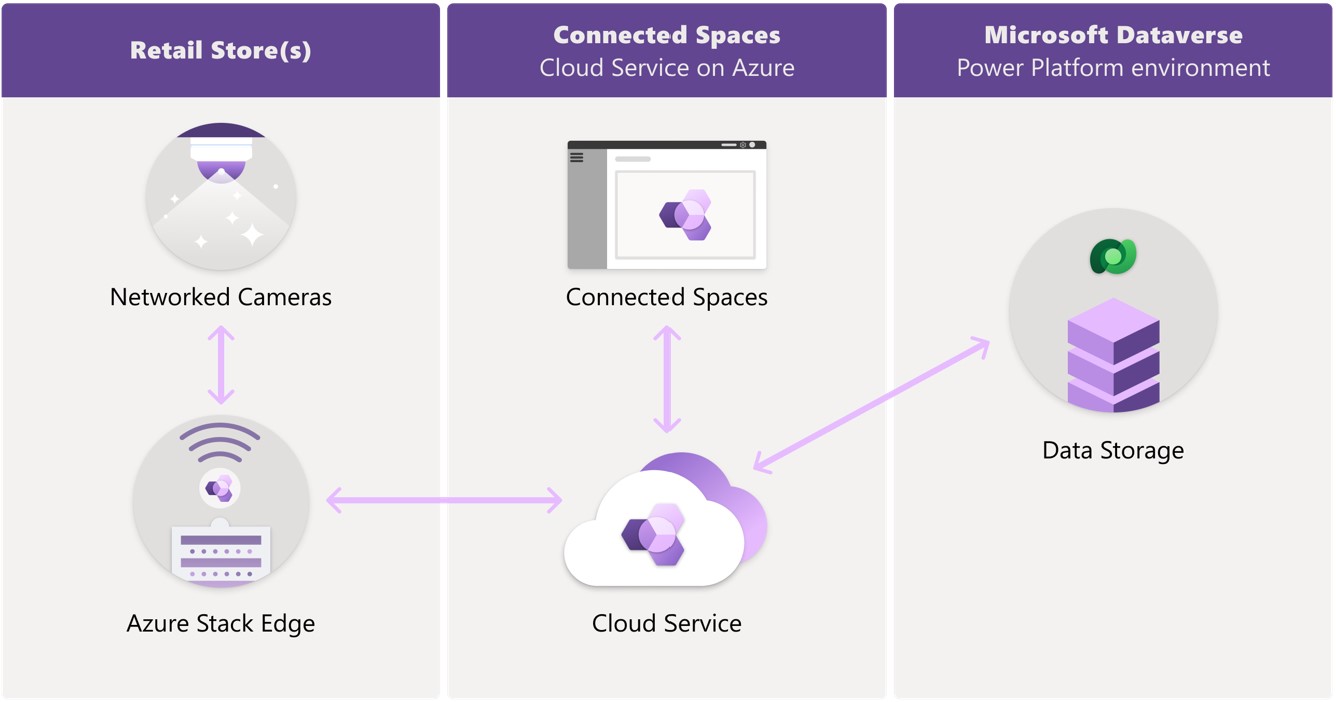 Retail Store(s)
Networked Cameras
Azure Stack Edge
Connected Spaces
Cloud Service on Azure
Connected Spaces
Cloud Service
Microsoft Dataverse
Power Platform environment
Data Storage